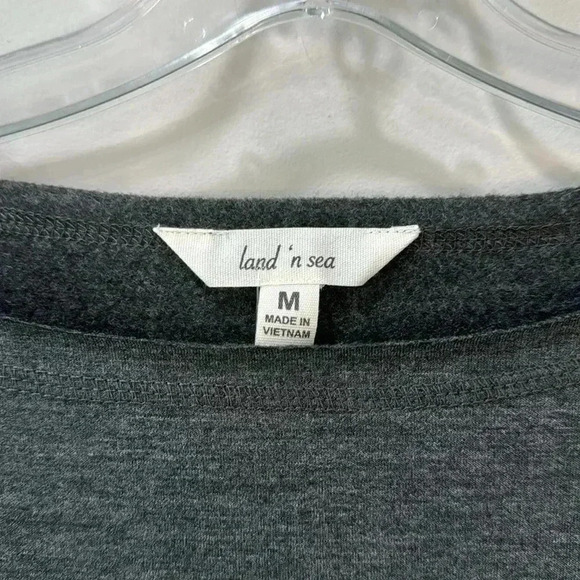 land 'n sea
M
MADE IN
VIETNAM